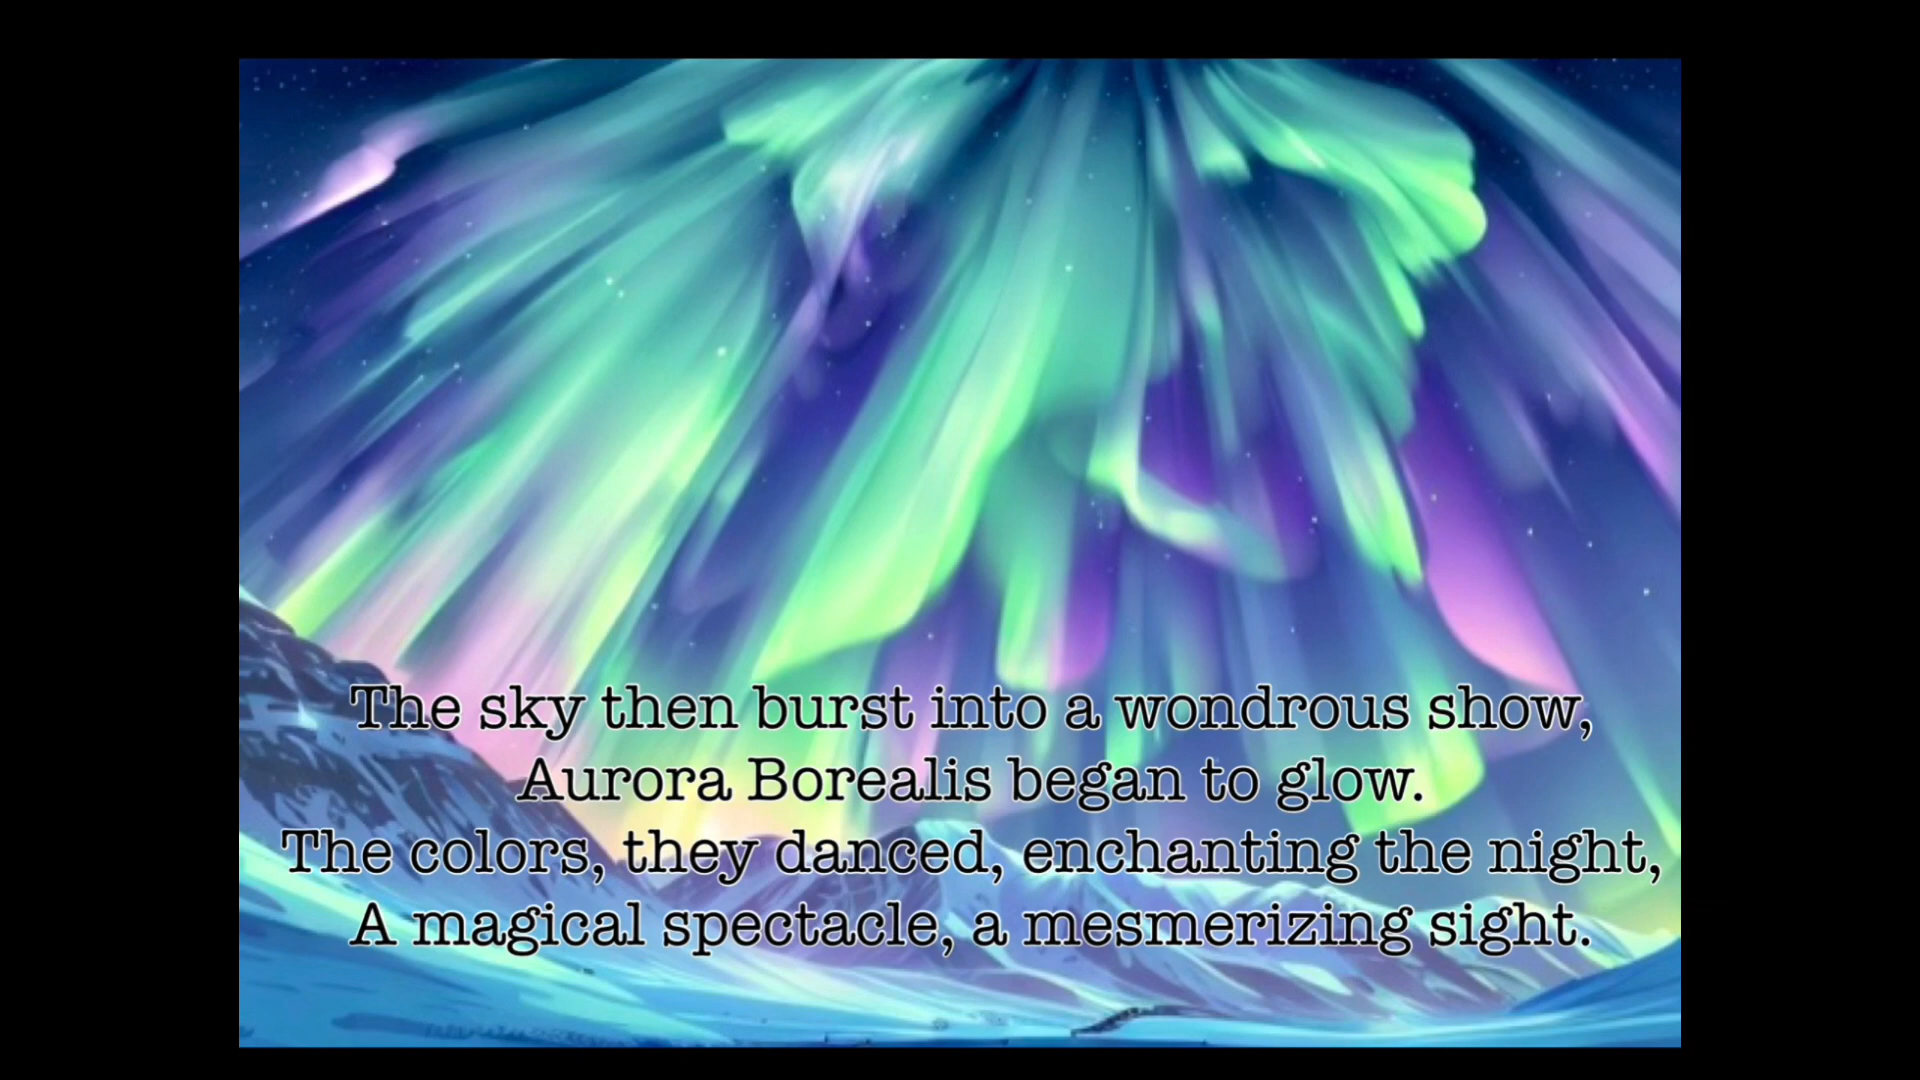 The sky then burst into a wondrous show,
Aurora Borealis began to glow.
The colors, they danced, enchanting the night,
A magical spectacle, a mesmerizing sight.